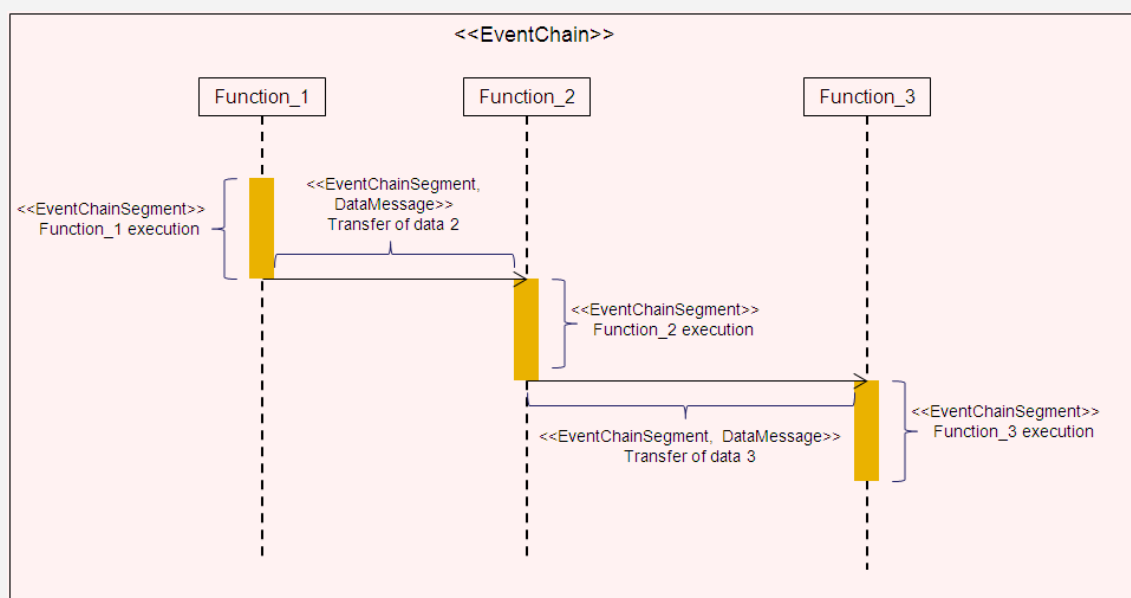 <<EventChain>>
Function_1
Function_2
Function_3
<<EventChainSegment,
DataMessage>>
Transfer of data 2
<<EventChainSegment>>
Function_1 execution
<<EventChainSegment>>
Function_2 execution
<<EventChainSegment, DataMessage>>
Transfer of data 3
<<EventChainSegment>>
Function_3 execution